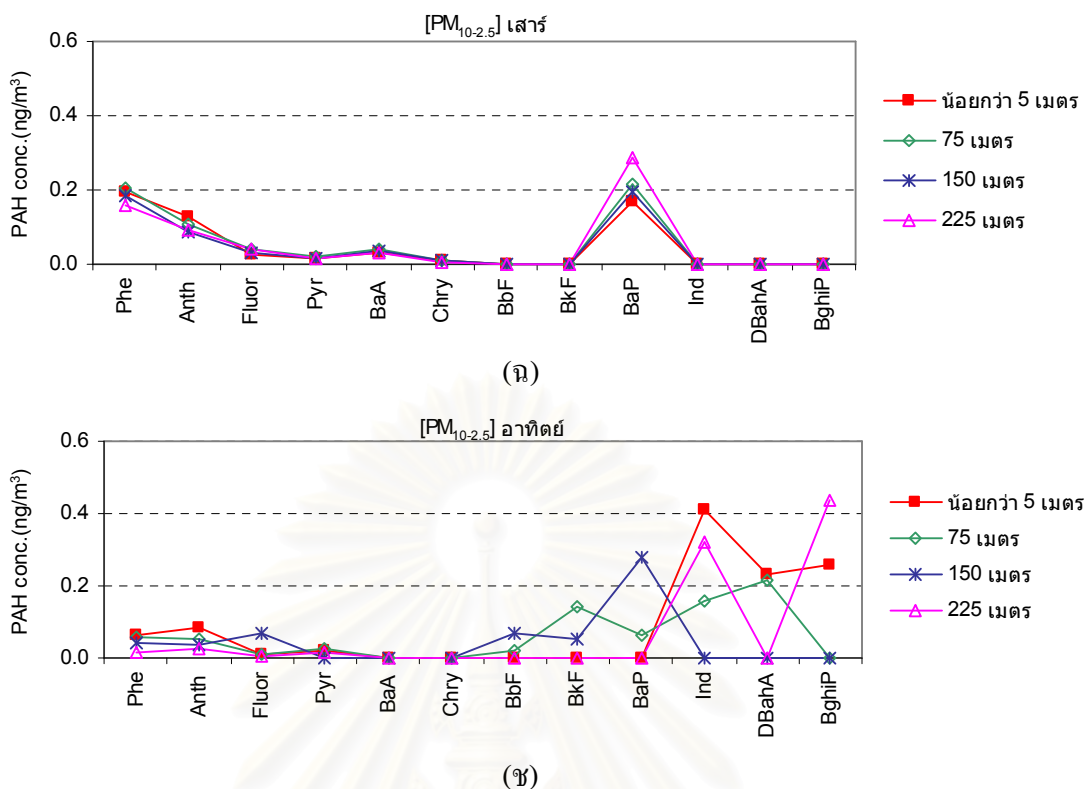 [PM10-2.5] เสาร์
PAH conc.(ng/m³)
0.6
0.4
0.2
0.0
Phe
Anth
Fluor
Pyr
BaA
Chry
BbF
BkF
BaP
Ind
DBahA
BghiP
น้อยกว่า 5 เมตร
75 เมตร
150 เมตร
225 เมตร
(ฉ)
[PM10-2.5] อาทิตย์
PAH conc.(ng/m³)
0.6
0.4
0.2
0.0
Phe
Anth
Fluor
Pyr
BaA
Chry
BbF
BkF
BaP
Ind
DBahA
BghiP
น้อยกว่า 5 เมตร
75 เมตร
150 เมตร
225 เมตร
(ช)